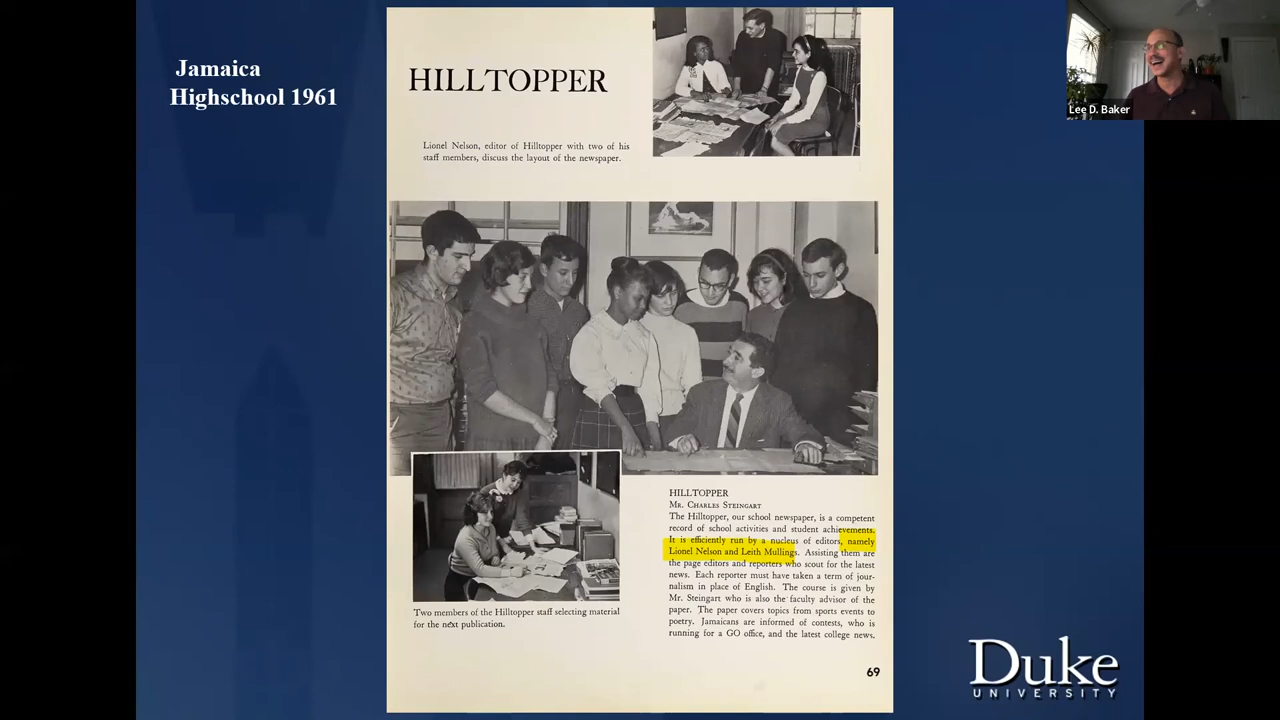 Jamaica
Highschool 1961
HILLTOPPER
Lionel Nelson, editor of Hilltopper with two of his
staff members, discuss the layout of the newspaper.
Two members of the Hilltopper staff selecting material
for the next publication.
HILLTOPPER
Mr. Charles Steingart
The Hilltopper, our school newspaper, is a competent
record of school activities and student achievements.
It is efficiently run by a nucleus of editors, namely
Lionel Nelson and Leith Mullings. Assisting them are
the page editors and reporters who scout for the latest
news. Each reporter must have taken a term of jour-
nalism in place of English. The course is given by
Mr. Steingart who is also the faculty advisor of the
paper. The paper covers topics from sports events to
poetry. Jamaicans are informed of contests, who is
running for a GO office, and the latest college news.
69
Lee D. Baker
Duke
UNIVERSITY